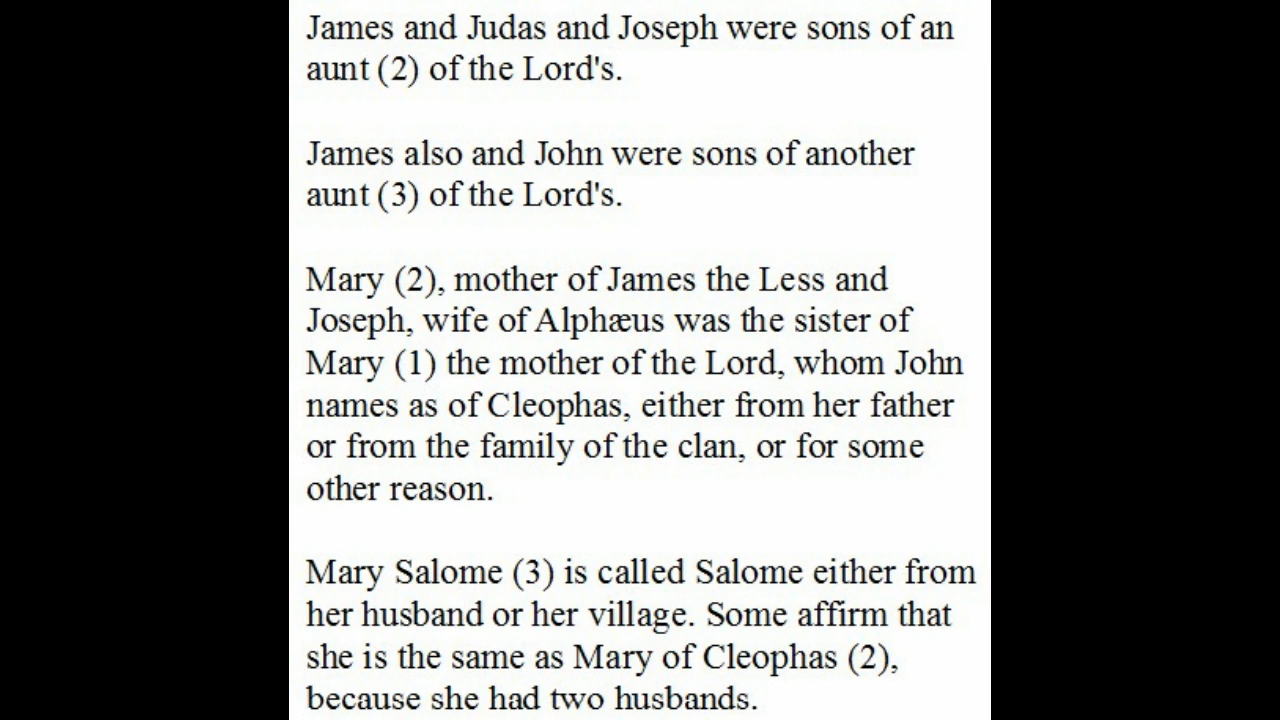 James and Judas and Joseph were sons of an
aunt (2) of the Lord's.
James also and John were sons of another
aunt (3) of the Lord's.
Mary (2), mother of James the Less and
Joseph, wife of Alphæus was the sister of
Mary (1) the mother of the Lord, whom John
names as of Cleophas, either from her father
or from the family of the clan, or for some
other reason.
Mary Salome (3) is called Salome either from
her husband or her village. Some affirm that
she is the same as Mary of Cleophas (2),
because she had two husbands.